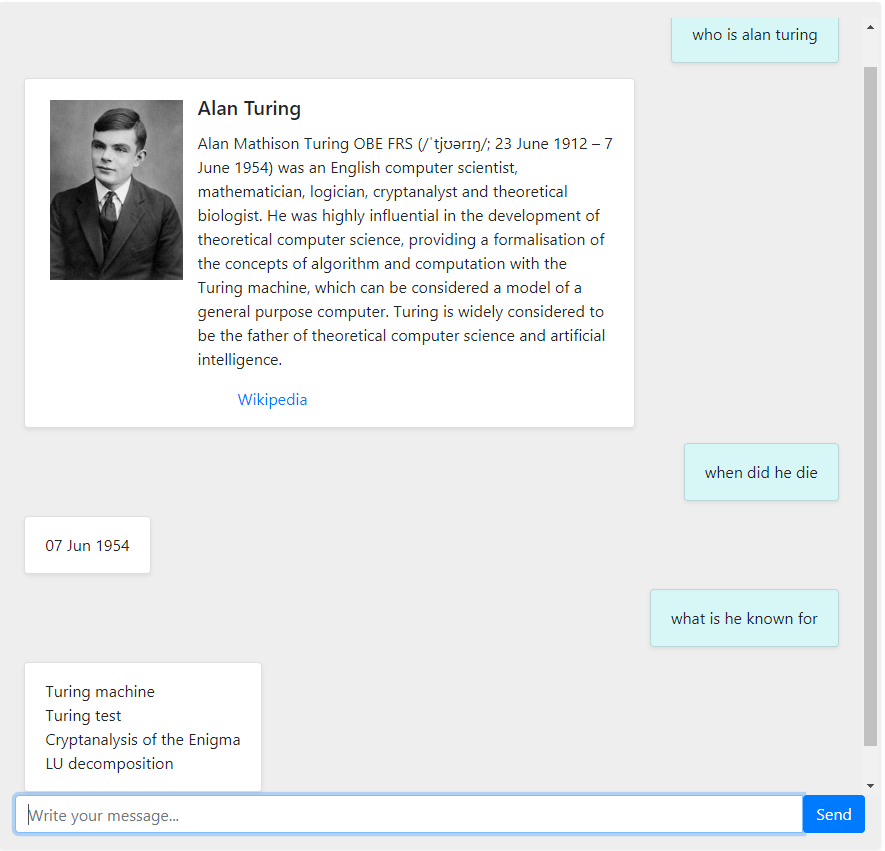 who is alan turing
Alan Turing
Alan Mathison Turing OBE FRS (/ˈtjʊərɪŋ/; 23 June 1912 – 7
June 1954) was an English computer scientist,
mathematician, logician, cryptanalyst and theoretical
biologist. He was highly influential in the development of
theoretical computer science, providing a formalisation of
the concepts of algorithm and computation with the
Turing machine, which can be considered a model of a
general purpose computer. Turing is widely considered to
be the father of theoretical computer science and artificial
intelligence.
Wikipedia
when did he die
07 Jun 1954
what is he known for
Turing machine
Turing test
Cryptanalysis of the Enigma
LU decomposition
Write your message...
Send